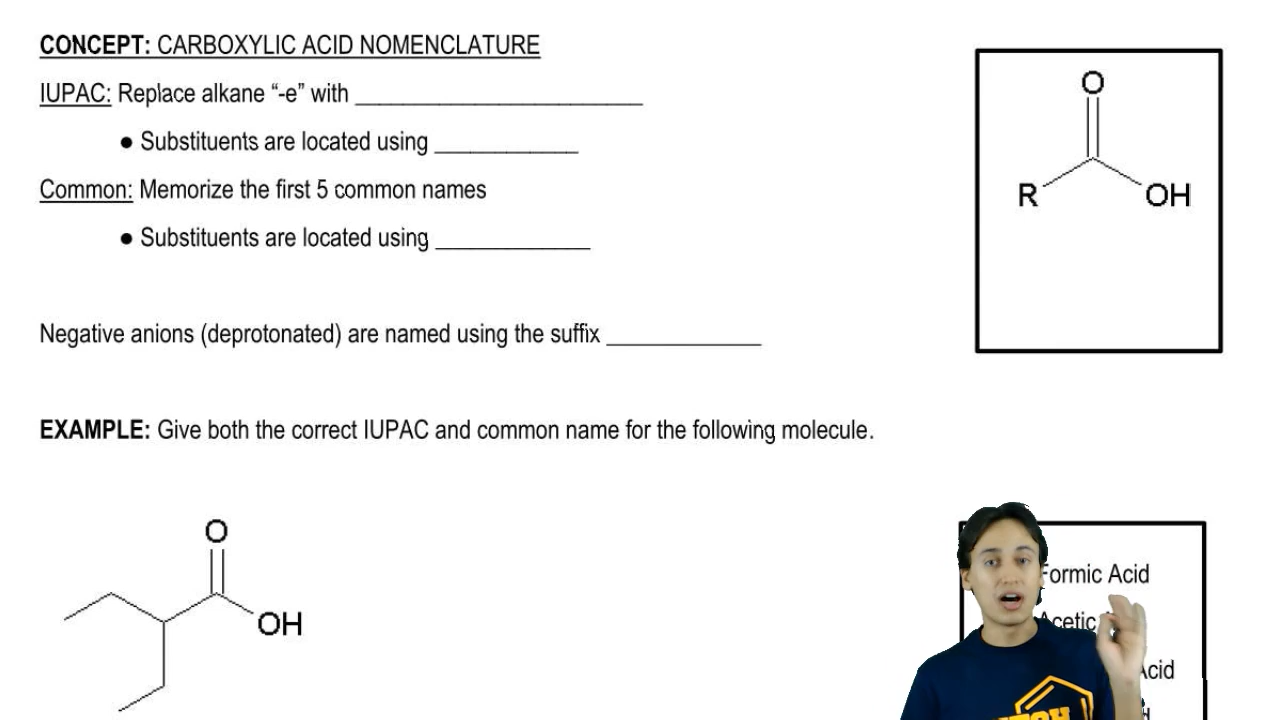 CONCEPT: CARBOXYLIC ACID NOMENCLATURE
IUPAC: Replace alkane “-e” with ________________________
● Substituents are located using ____________
Common: Memorize the first 5 common names
● Substituents are located using _____________
Negative anions (deprotonated) are named using the suffix _____________
EXAMPLE: Give both the correct IUPAC and common name for the following molecule.
O
R
OH
O
OH
Formic Acid
Acetic
Acid